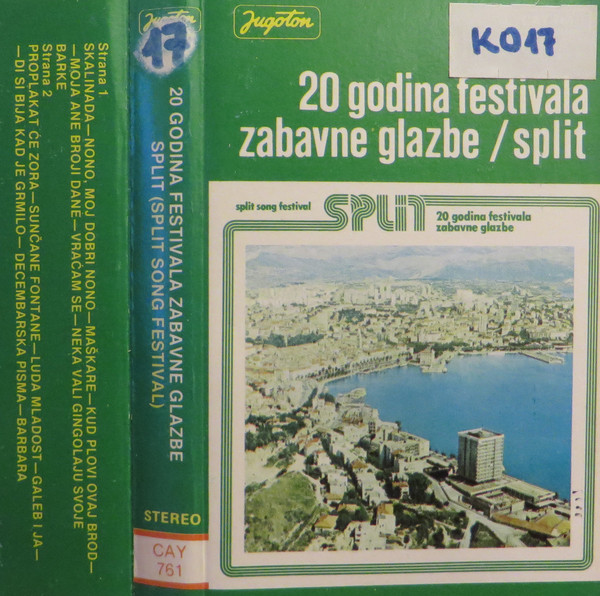 Strana 1
SKALINADA—NONO, MOJ DOBRI NONO—MAŠKARE—KUD PLOVI OVAJ BROD—
—MOJA ANE BROJI DANE—VRAĆAM SE—NEKA VALI GINGOLAJU SVOJE
BARKE
Strana 2
PROPLAKAT ĆE ZORA—SUNČANE FONTANE—LUDA MLADOST—GALEB I JA—
—DI SI BIJA KAD JE GRMILO— DECEMBARSKA PISMA—BARBARA
Jugoton
17
20 GODINA FESTIVALA ZABAVNE GLAZBE
SPLIT (SPLIT SONG FESTIVAL)
STEREO
CAY
761
Jugoton
K017
20 godina festivala
zabavne glazbe / split
split song festival
SPLIT
20 godina festivala
zabavne glazbe